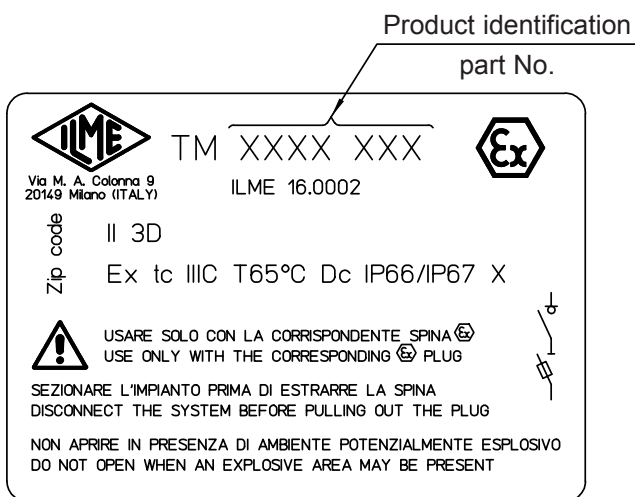 Product identification
part No.
ILME
TM XXXX XXX
Ex
Via M. A. Colonna 9
20149 Milano (ITALY)
ILME 16.0002
Zip code
II 3D
Ex tc IIIC T65°C Dc IP66/IP67 X
USARE SOLO CON LA CORRISPONDENTE SPINA Ex
USE ONLY WITH THE CORRESPONDING Ex PLUG
SEZIONARE L'IMPIANTO PRIMA DI ESTRARRE LA SPINA
DISCONNECT THE SYSTEM BEFORE PULLING OUT THE PLUG
NON APRIRE IN PRESENZA DI AMBIENTE POTENZIALMENTE ESPLOSIVO
DO NOT OPEN WHEN AN EXPLOSIVE AREA MAY BE PRESENT